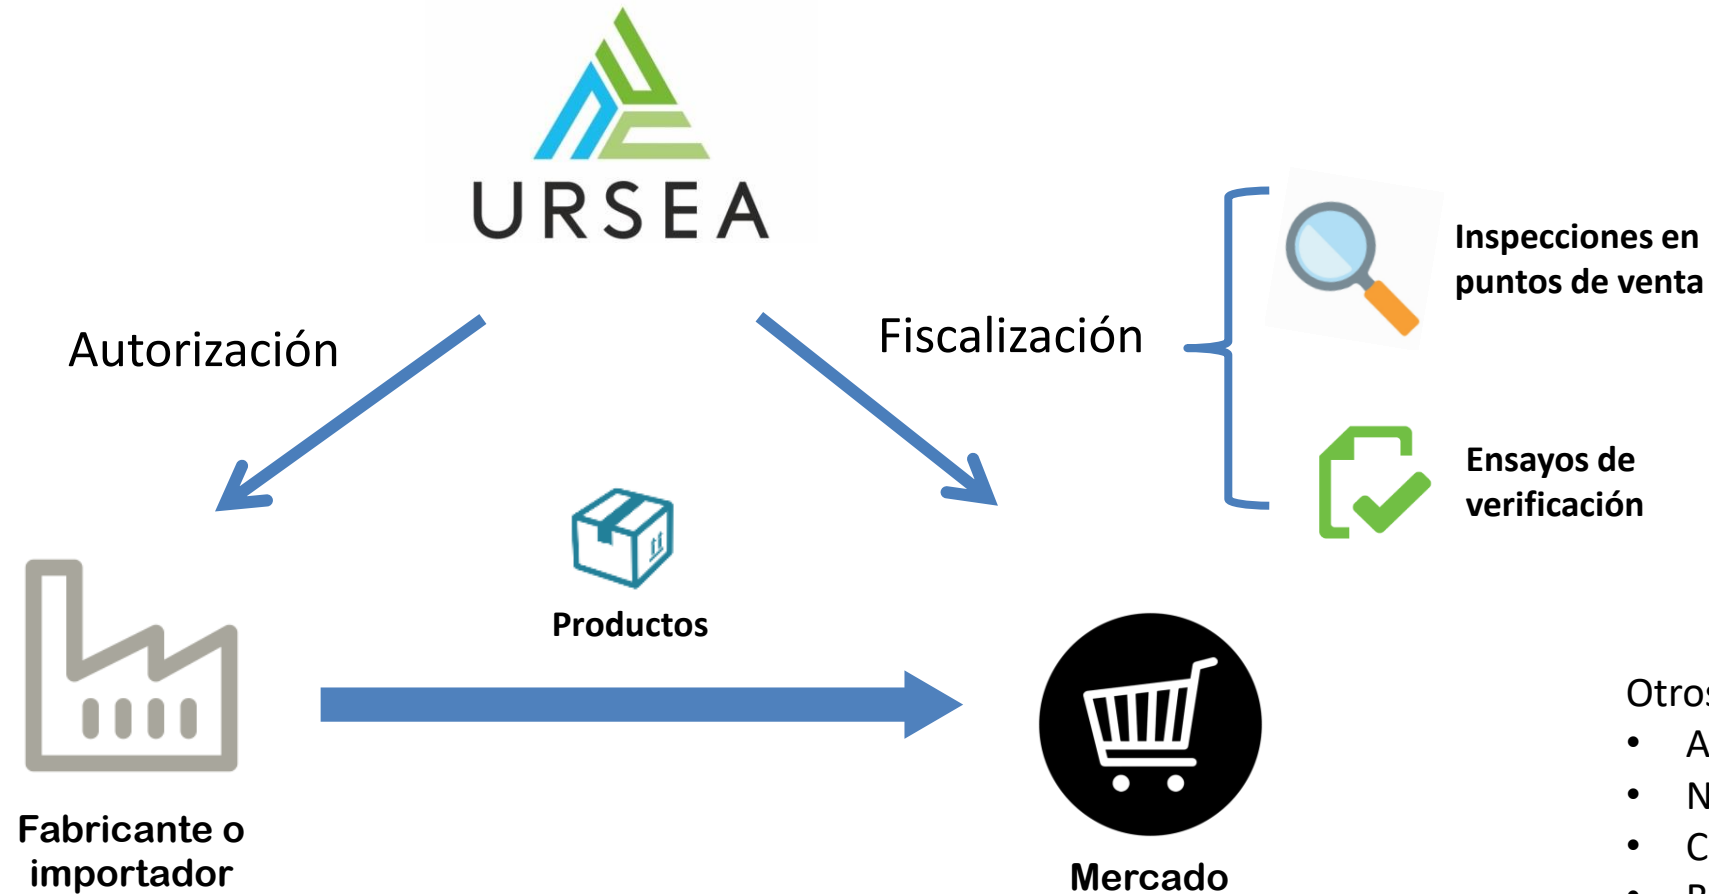 URSEA
Autorización
Fiscalización
Inspecciones en
puntos de venta
Ensayos de
verificación
Productos
Fabricante o
importador
Mercado